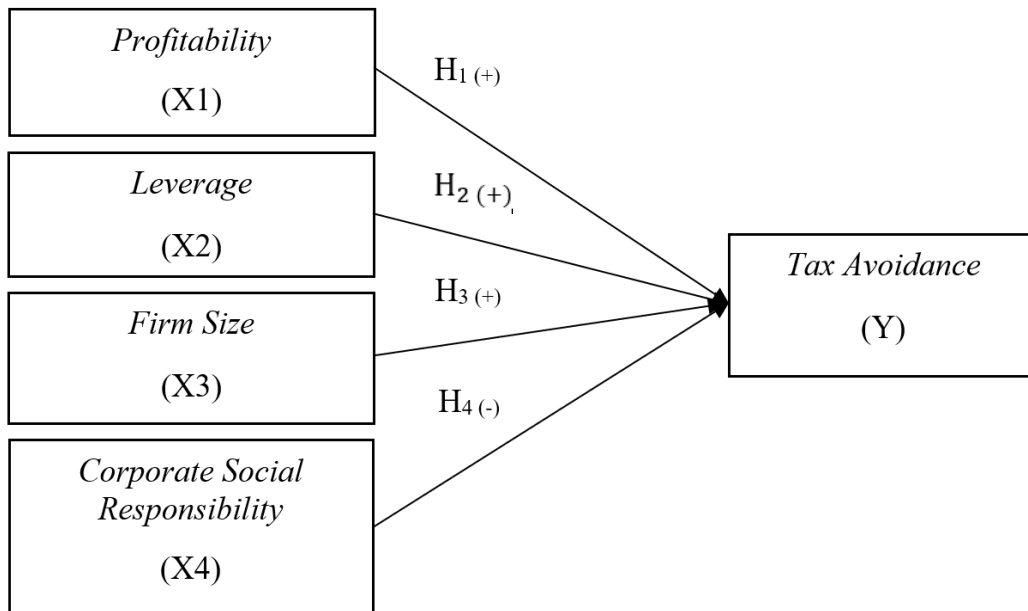 Profitability
(X1)
H1 (+)
Leverage
(X2)
H2 (+)
Firm Size
(X3)
H3 (+)
Corporate Social
Responsibility
(X4)
H4 (-)
Tax Avoidance
(Y)